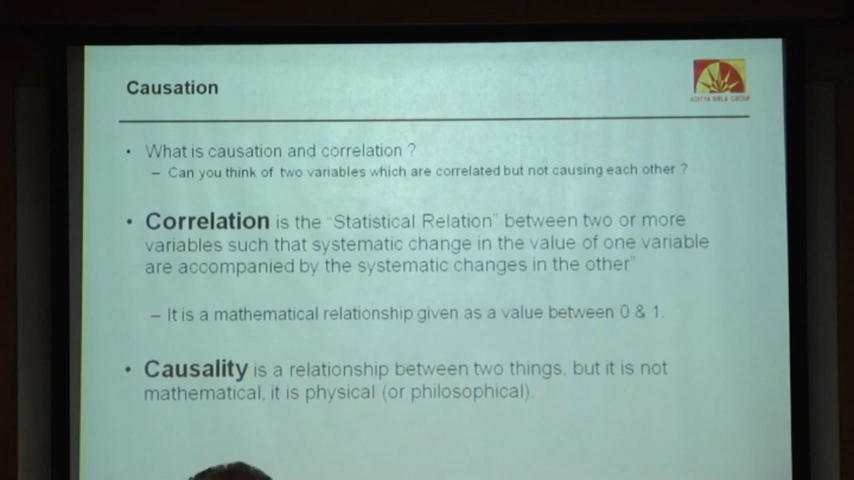 Causation
ADITYA BIRLA GROUP
• What is causation and correlation ?
– Can you think of two variables which are correlated but not causing each other ?
• Correlation is the “Statistical Relation” between two or more
variables such that systematic change in the value of one variable
are accompanied by the systematic changes in the other”
– It is a mathematical relationship given as a value between 0 & 1.
• Causality is a relationship between two things, but it is not
mathematical, it is physical (or philosophical).